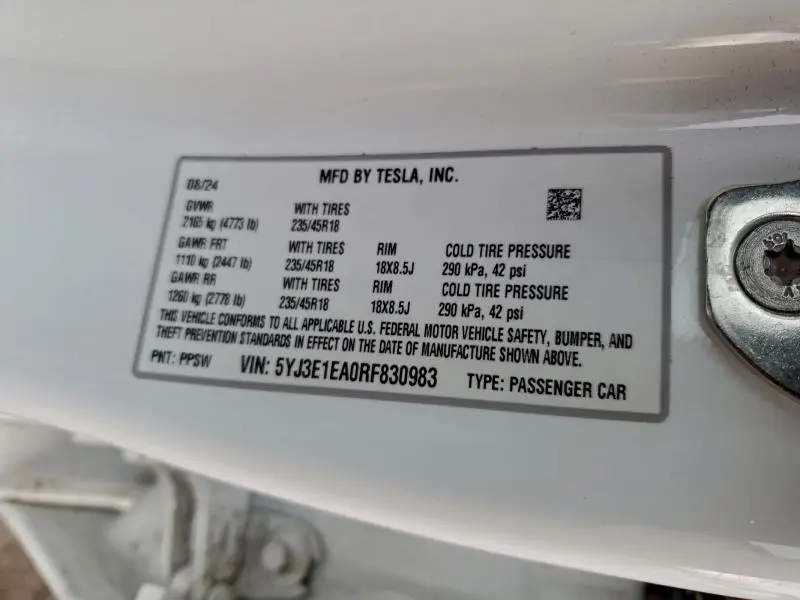 08/24 MFD BY TESLA, INC.
GVWR WITH TIRES
2165 kg (4773 lb) 235/45R18
GAWR FRT WITH TIRES RIM COLD TIRE PRESSURE
1110 kg (2447 lb) 235/45R18 18X8.5J 290 kPa, 42 psi
GAWR RR WITH TIRES RIM COLD TIRE PRESSURE
1260 kg (2778 lb) 235/45R18 18X8.5J 290 kPa, 42 psi
THIS VEHICLE CONFORMS TO ALL APPLICABLE U.S. FEDERAL MOTOR VEHICLE SAFETY, BUMPER, AND
THEFT PREVENTION STANDARDS IN EFFECT ON THE DATE OF MANUFACTURE SHOWN ABOVE.
PNT: PPSW VIN: 5YJ3E1EA0RF830983 TYPE: PASSENGER CAR